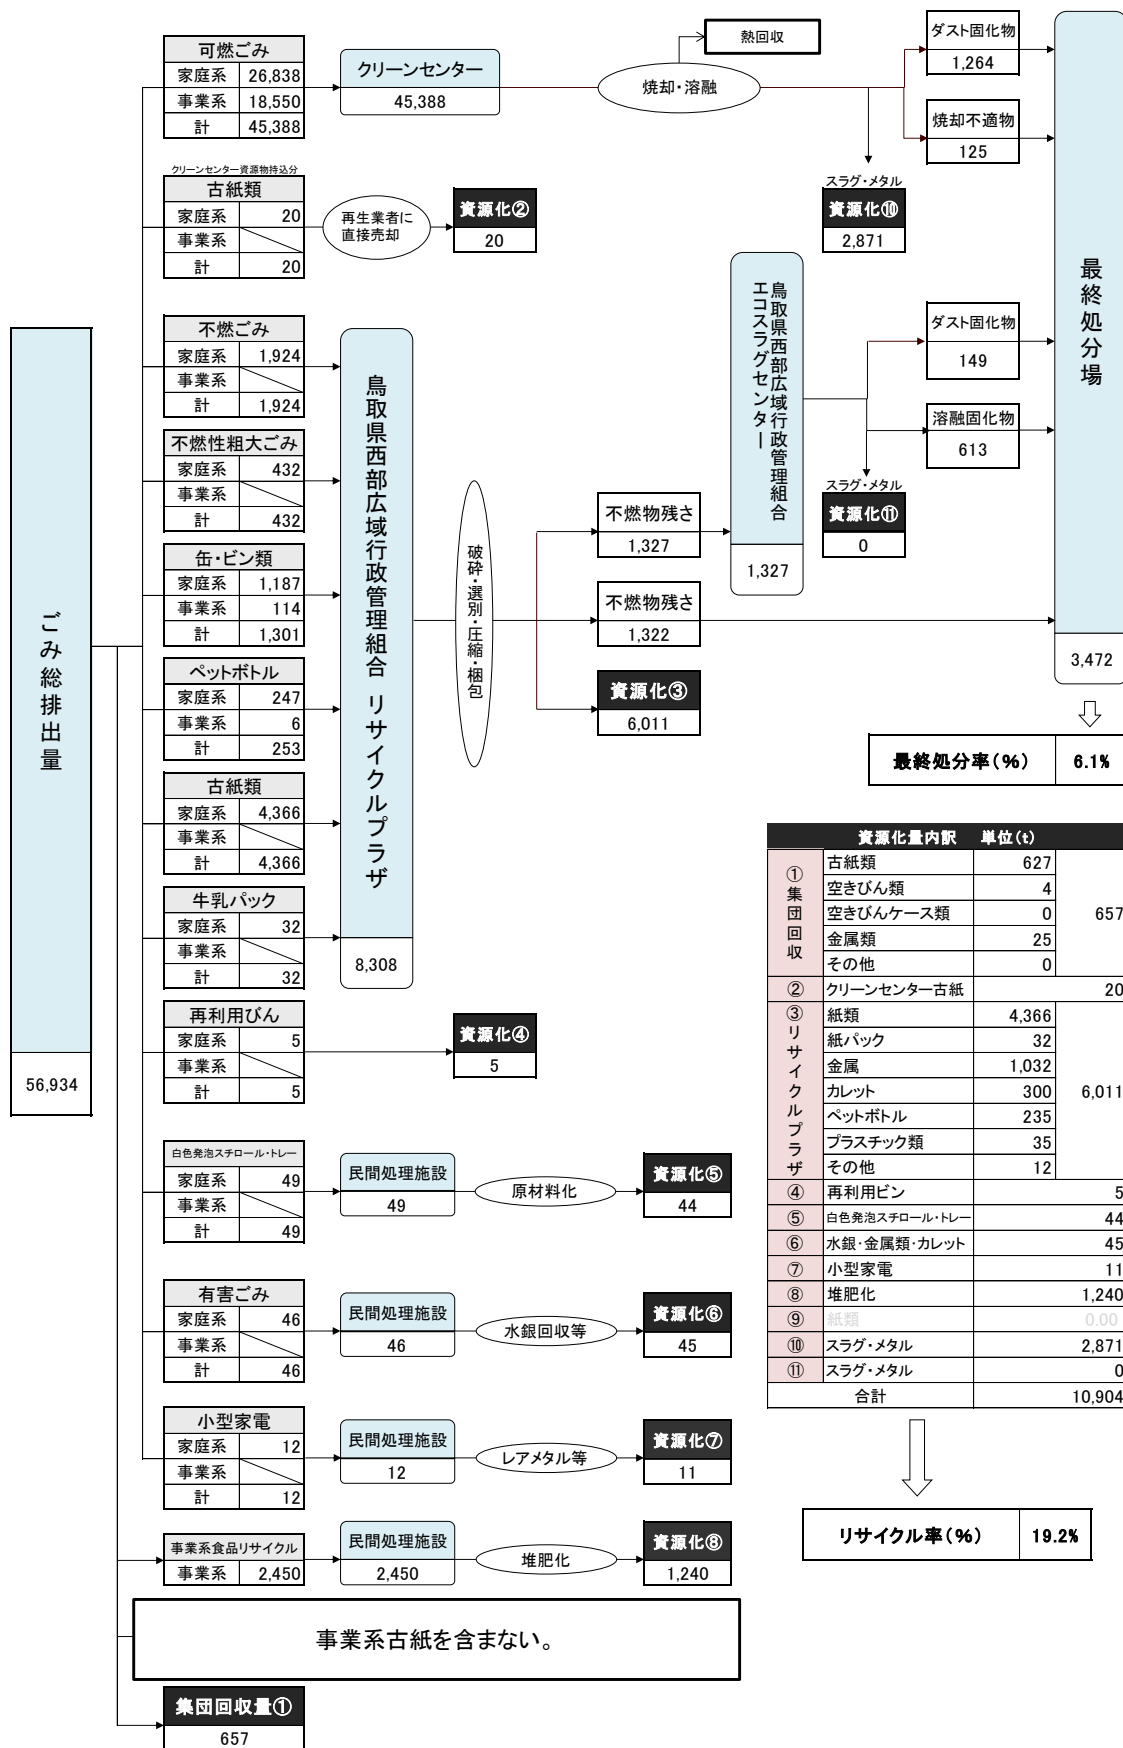 ごみ総排出量
56,934
可燃ごみ
家庭系 26,838
事業系 18,550
計 45,388
クリーンセンター
45,388
焼却・溶融
熱回収
ダスト固化物
1,264
焼却不適物
125
スラグ・メタル
資源化⑩
2,871
クリーンセンター資源物持込分
古紙類
家庭系 20
事業系
計 20
再生業者に
直接売却
資源化②
20
不燃ごみ
家庭系 1,924
事業系
計 1,924
不燃性粗大ごみ
家庭系 432
事業系
計 432
缶・ビン類
家庭系 1,187
事業系 114
計 1,301
ペットボトル
家庭系 247
事業系 6
計 253
古紙類
家庭系 4,366
事業系
計 4,366
牛乳パック
家庭系 32
事業系
計 32
鳥取県西部広域行政管理組合 リサイクルプラザ
8,308
破砕・選別・圧縮・梱包
不燃物残さ
1,327
不燃物残さ
1,322
資源化③
6,011
鳥取県西部広域行政管理組合
エコスラグセンター
1,327
ダスト固化物
149
溶融固化物
613
スラグ・メタル
資源化⑪
0
最終処分場
3,472
最終処分率(%) 6.1%
再利用びん
家庭系 5
事業系
計 5
資源化④
5
白色発泡スチロール・トレー
家庭系 49
事業系
計 49
民間処理施設
49
原材料化
資源化⑤
44
有害ごみ
家庭系 46
事業系
計 46
民間処理施設
46
水銀回収等
資源化⑥
45
小型家電
家庭系 12
事業系
計 12
民間処理施設
12
レアメタル等
資源化⑦
11
事業系食品リサイクル
事業系 2,450
民間処理施設
2,450
堆肥化
資源化⑧
1,240
事業系古紙を含まない。
集団回収量①
657
資源化量内訳 単位(t)
①集団回収
古紙類 627
空きびん類 4
空きびんケース類 0
金属類 25
その他 0
657
② クリーンセンター古紙 20
③リサイクルプラザ
紙類 4,366
紙パック 32
金属 1,032
カレット 300
ペットボトル 235
プラスチック類 35
その他 12
6,011
④ 再利用ビン 5
⑤ 白色発泡スチロール・トレー 44
⑥ 水銀・金属類・カレット 45
⑦ 小型家電 11
⑧ 堆肥化 1,240
⑨ 紙類 0.00
⑩ スラグ・メタル 2,871
⑪ スラグ・メタル 0
合計 10,904
リサイクル率(%) 19.2%